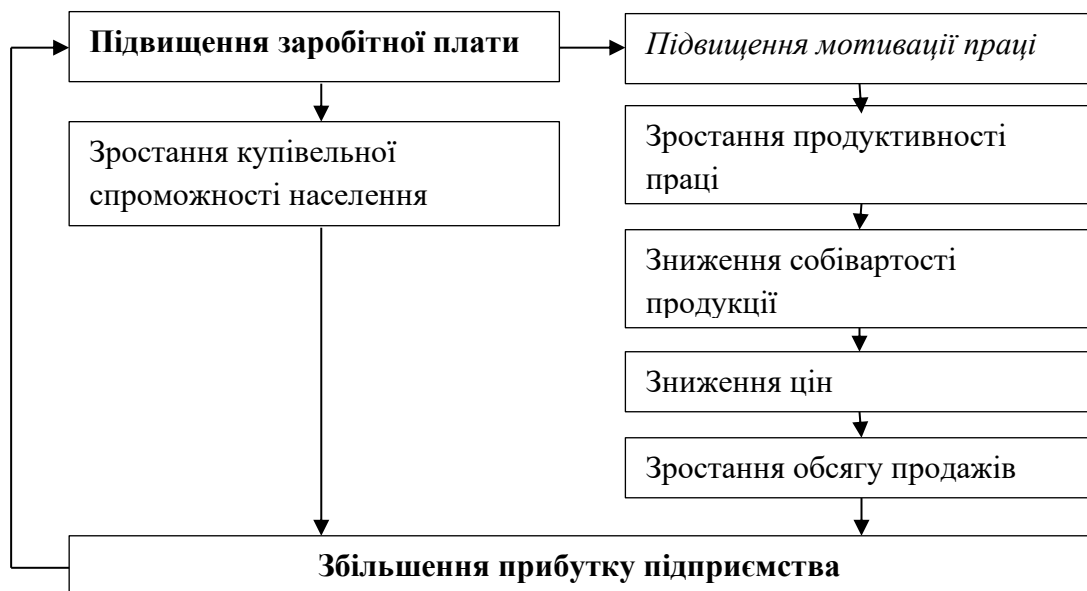 Підвищення заробітної плати
Підвищення мотивації праці
Зростання купівельної
спроможності населення
Зростання продуктивності
праці
Зниження собівартості
продукції
Зниження цін
Зростання обсягу продажів
Збільшення прибутку підприємства